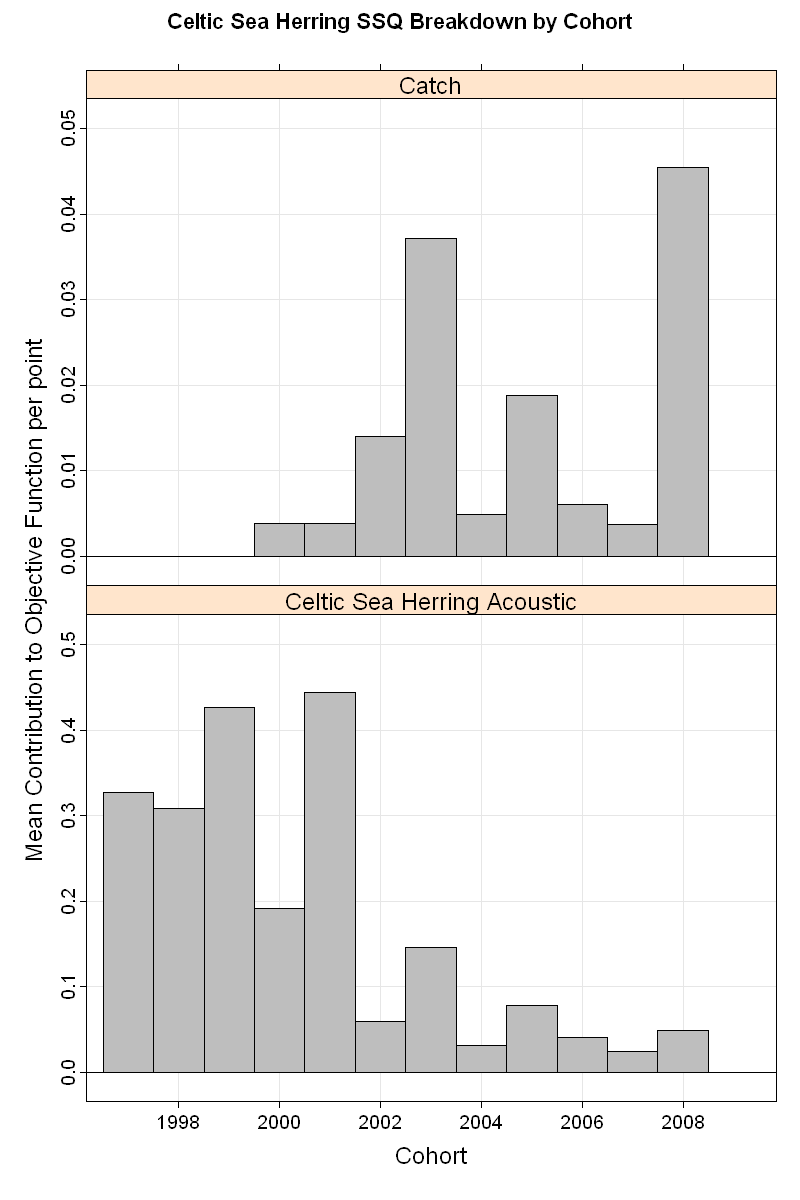 Celtic Sea Herring SSQ Breakdown by Cohort
Catch
0.05
0.04
0.03
0.02
0.01
0.00
Mean Contribution to Objective Function per point
Celtic Sea Herring Acoustic
0.5
0.4
0.3
0.2
0.1
0.0
1998 2000 2002 2004 2006 2008
Cohort